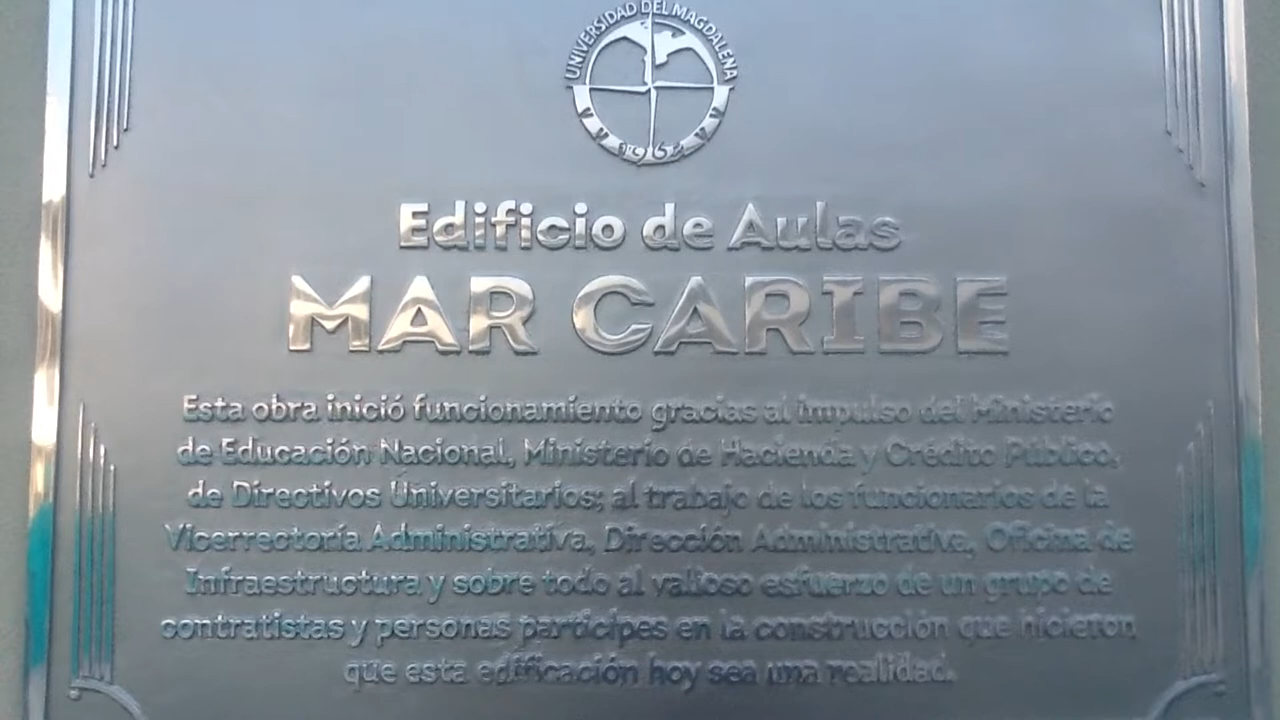 UNIVERSIDAD DEL MAGDALENA
1962
Edificio de Aulas
MAR CARIBE
Esta obra inició funcionamiento gracias al impulso del Ministerio
de Educación Nacional, Ministerio de Hacienda y Crédito Público,
de Directivos Universitarios; al trabajo de los funcionarios de la
Vicerrectoría Administrativa, Dirección Administrativa, Oficina de
Infraestructura y sobre todo al valioso esfuerzo de un grupo de
contratistas y personas partícipes en la construcción que hicieron
que esta edificación hoy sea una realidad.